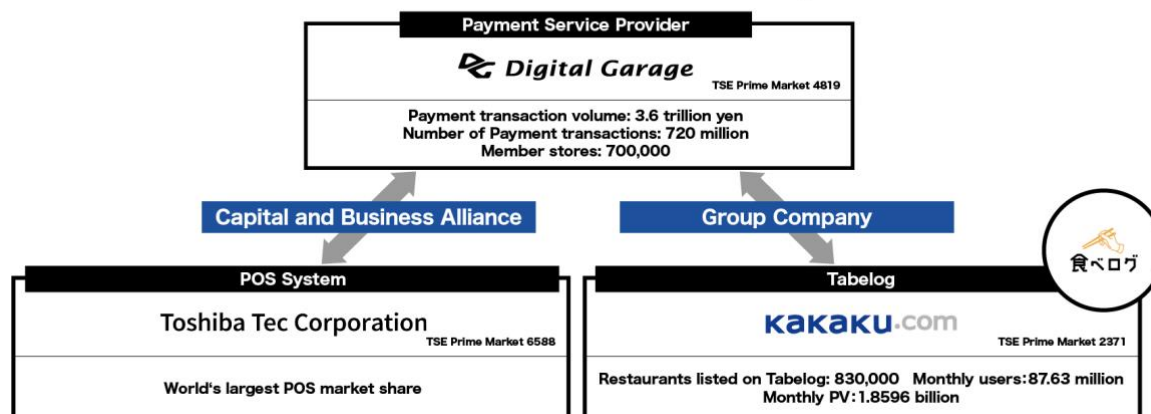 Payment Service Provider
DG Digital Garage
TSE Prime Market 4819
Payment transaction volume: 3.6 trillion yen
Number of Payment transactions: 720 million
Member stores: 700,000
Capital and Business Alliance
Group Company
POS System
Toshiba Tec Corporation
TSE Prime Market 6588
World's largest POS market share
Tabelog
食べログ
kakaku.com
TSE Prime Market 2371
Restaurants listed on Tabelog: 830,000 Monthly users:87.63 million
Monthly PV:1.8596 billion